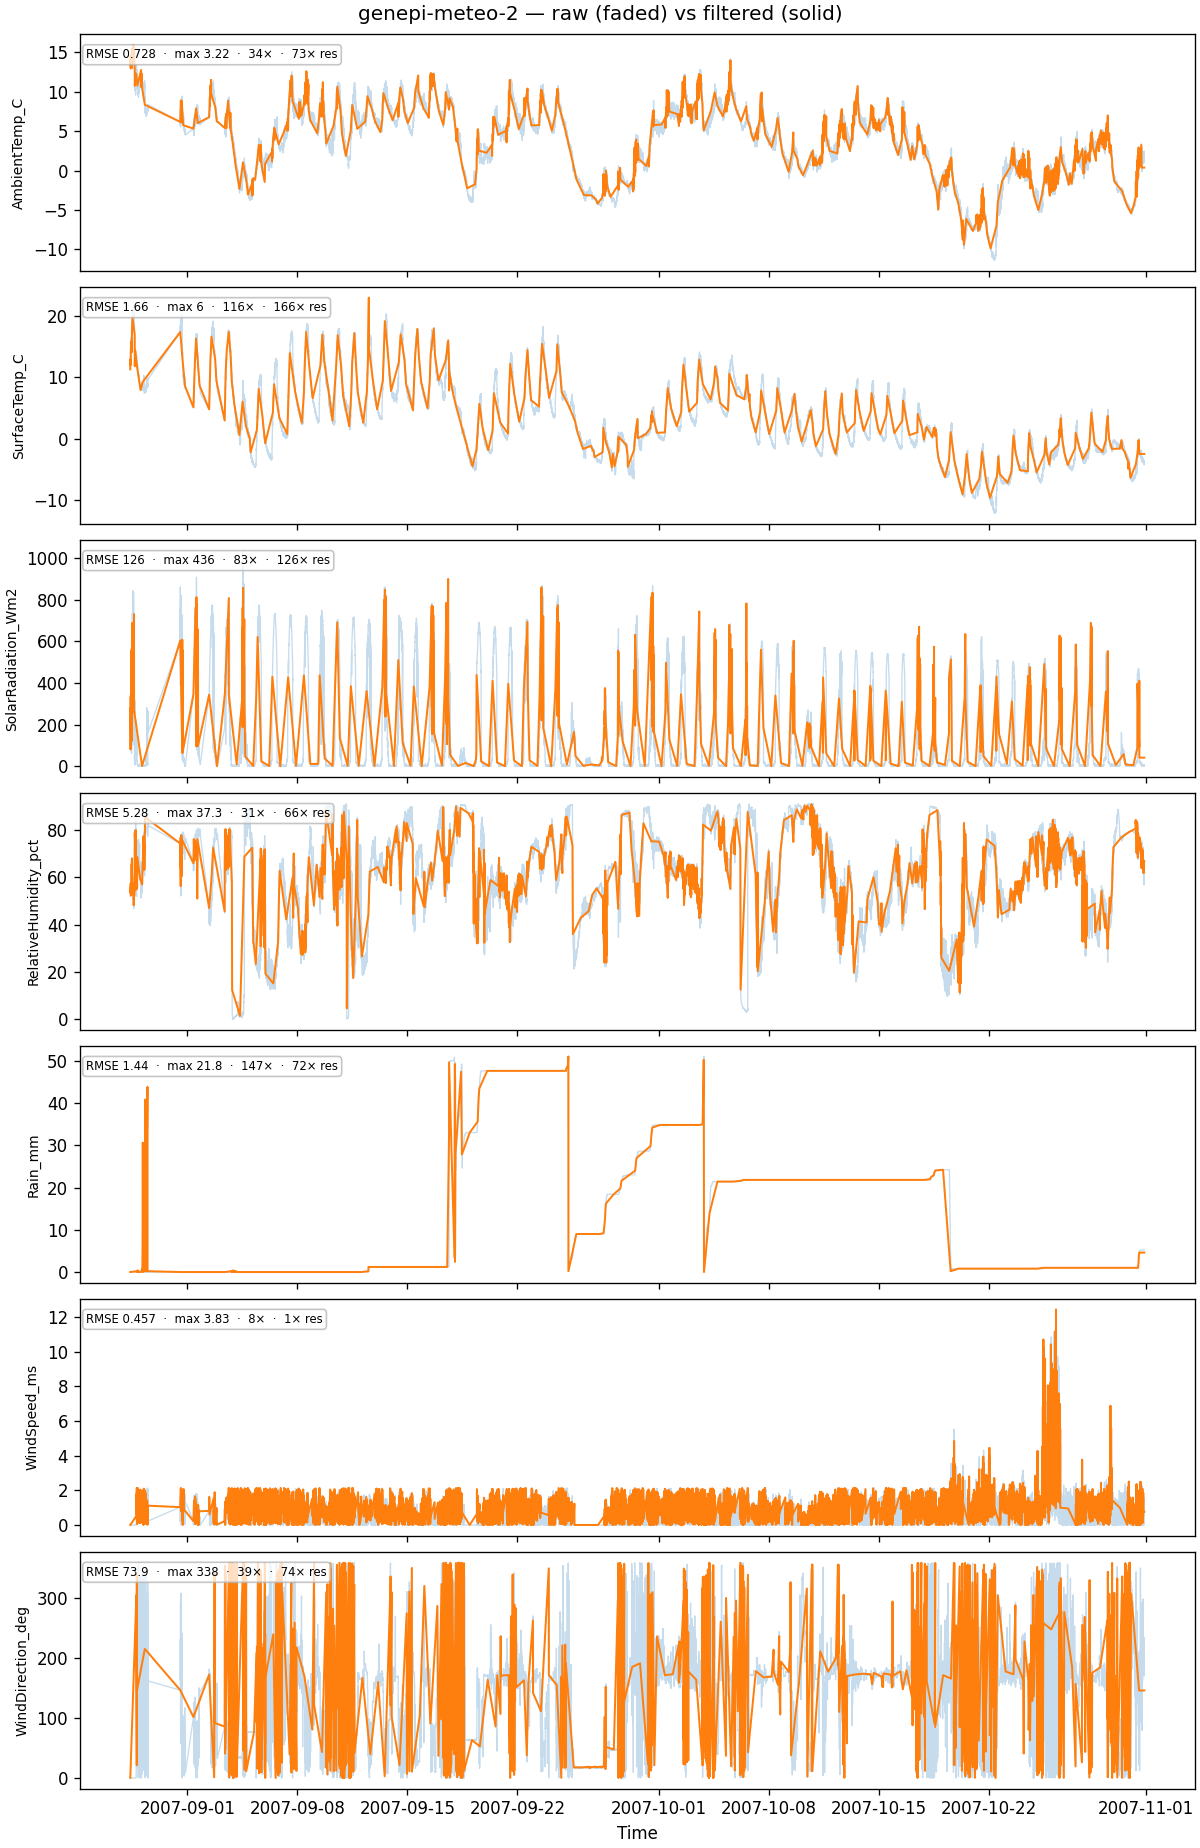 genepi-meteo-2 — raw (faded) vs filtered (solid)
RMSE 0.728 · max 3.22 · 34× · 73× res
15
10
5
0
−5
−10
AmbientTemp_C
RMSE 1.66 · max 6 · 116× · 166× res
20
10
0
−10
SurfaceTemp_C
RMSE 126 · max 436 · 83× · 126× res
1000
800
600
400
200
0
SolarRadiation_Wm2
RMSE 5.28 · max 37.3 · 31× · 66× res
80
60
40
20
0
RelativeHumidity_pct
RMSE 1.44 · max 21.8 · 147× · 72× res
50
40
30
20
10
0
Rain_mm
RMSE 0.457 · max 3.83 · 8× · 1× res
12
10
8
6
4
2
0
WindSpeed_ms
RMSE 73.9 · max 338 · 39× · 74× res
300
200
100
0
WindDirection_deg
2007-09-01 2007-09-08 2007-09-15 2007-09-22 2007-10-01 2007-10-08 2007-10-15 2007-10-22 2007-11-01
Time